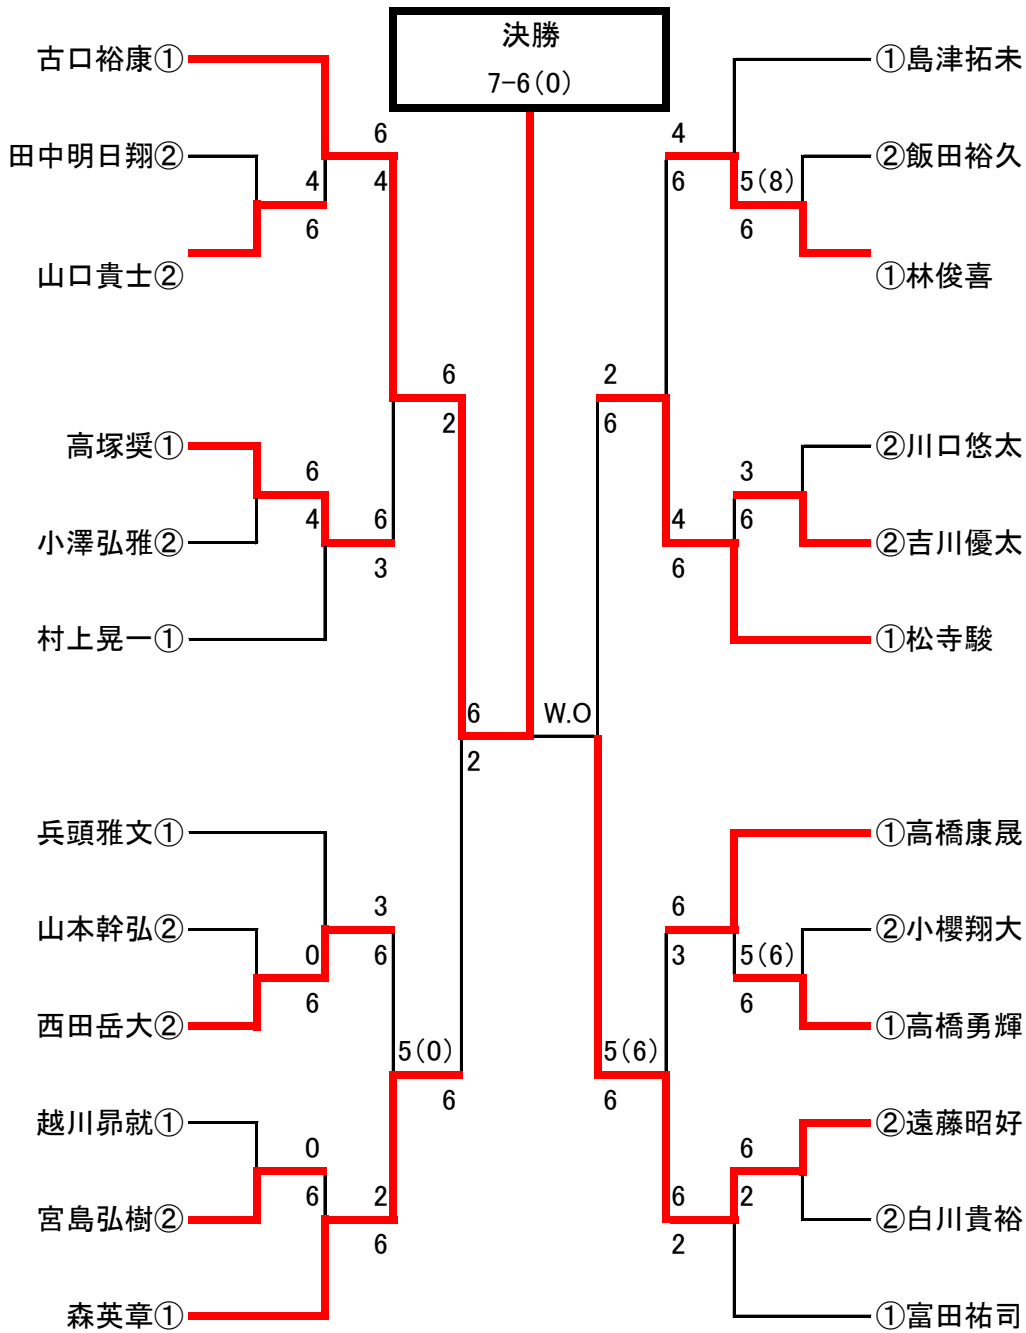 決勝
7-6(0)
古口裕康①
田中明日翔②
山口貴士②
高塚奨①
小澤弘雅②
村上晃一①
兵頭雅文①
山本幹弘②
西田岳大②
越川昴就①
宮島弘樹②
森英章①
4
6
6
4
6
4
6
3
6
2
0
6
3
6
0
6
2
6
5(0)
6
6
2
W.O
①島津拓未
②飯田裕久
①林俊喜
②川口悠太
②吉川優太
①松寺駿
①高橋康晟
②小櫻翔大
①高橋勇輝
②遠藤昭好
②白川貴裕
①富田祐司
4
6
5(8)
6
3
6
4
6
2
6
6
3
5(6)
6
6
2
6
2
5(6)
6